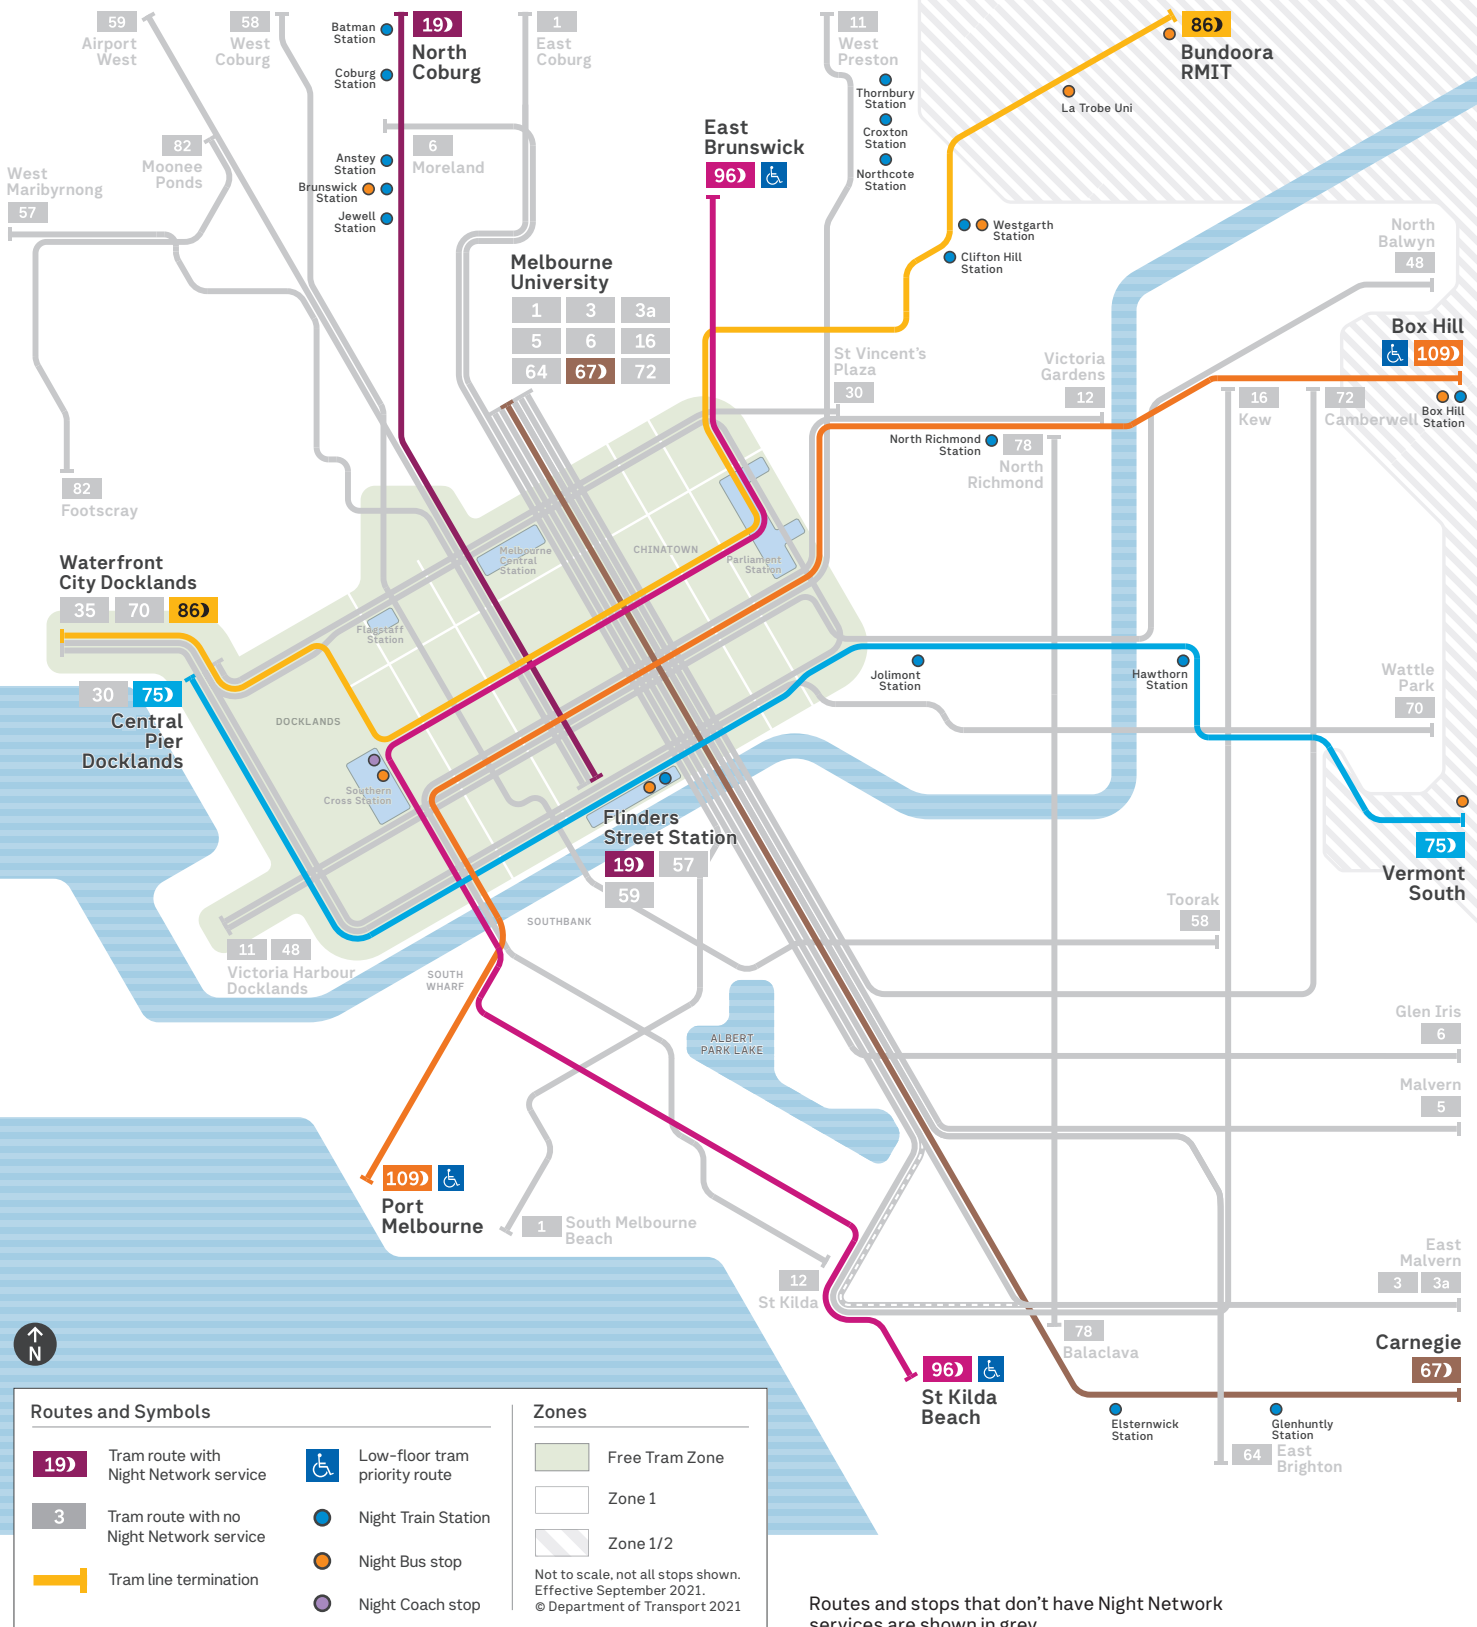 59
Airport
West
58
West
Coburg
Batman
Station
Coburg
Station
19
North
Coburg
1
East
Coburg
11
West
Preston
Thornbury
Station
Croxton
Station
Northcote
Station
86
Bundoora
RMIT
La Trobe Uni
82
Moonee
Ponds
West
Maribyrnong
57
Anstey
Station
Brunswick
Station
Jewell
Station
6
Moreland
East
Brunswick
96
Westgarth
Station
Clifton Hill
Station
North
Balwyn
48
Melbourne
University
1 3 3a
5 6 16
64 67 72
St Vincent's
Plaza
30
Victoria
Gardens
12
Box Hill
109
Box Hill
Station
16
Kew
72
Camberwell
North Richmond
Station
78
North
Richmond
82
Footscray
Waterfront
City Docklands
35 70 86
30 75
Central
Pier
Docklands
Melbourne
Central
Station
CHINATOWN
Parliament
Station
Flagstaff
Station
DOCKLANDS
Southern
Cross Station
Jolimont
Station
Hawthorn
Station
Wattle
Park
70
Flinders
Street Station
19 57
59
75
Vermont
South
Toorak
58
11 48
Victoria Harbour
Docklands
SOUTHBANK
SOUTH
WHARF
ALBERT
PARK LAKE
Glen Iris
6
Malvern
5
109
Port
Melbourne
1
South Melbourne
Beach
12
St Kilda
East
Malvern
3 3a
78
Balaclava
Carnegie
67
96
St Kilda
Beach
Elsternwick
Station
Glenhuntly
Station
64
East
Brighton
N
Routes and Symbols
19
Tram route with
Night Network service
3
Tram route with no
Night Network service
Tram line termination
Low-floor tram
priority route
Night Train Station
Night Bus stop
Night Coach stop
Zones
Free Tram Zone
Zone 1
Zone 1/2
Not to scale, not all stops shown.
Effective September 2021.
© Department of Transport 2021
Routes and stops that don't have Night Network
services are shown in grey